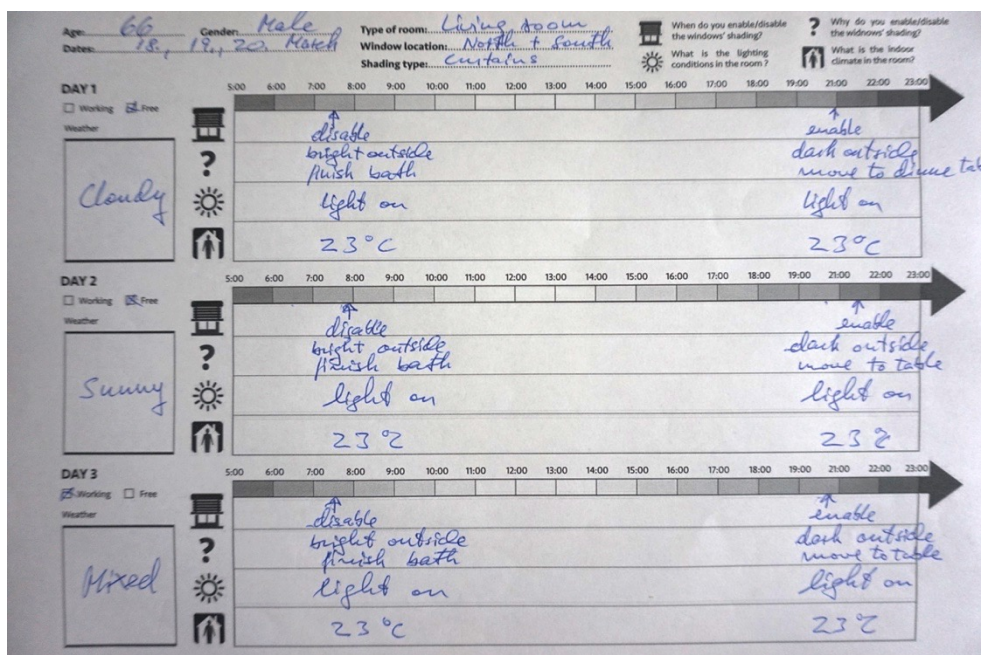 Age: 66 Gender: Male Type of room: Living room When do you enable/disable the windows' shading? ? Why do you enable/disable the widnows' shading?
Dates: 18., 19., 20. March Window location: North + South What is the lighting conditions in the room ? What is the indoor climate in the room?
Shading type: Curtains
DAY 1 5:00 6:00 7:00 8:00 9:00 10:00 11:00 12:00 13:00 14:00 15:00 16:00 17:00 18:00 19:00 20:00 21:00 22:00 23:00
Working Free
Weather disable enable
? bright outside dark outside
finish bath move to dinne tab
Cloudy light on light on
23°C 23°C
DAY 2 5:00 6:00 7:00 8:00 9:00 10:00 11:00 12:00 13:00 14:00 15:00 16:00 17:00 18:00 19:00 20:00 21:00 22:00 23:00
Working Free
Weather disable enable
? bright outside dark outside
finish bath move to table
Sunny light on light on
23°C 23°C
DAY 3 5:00 6:00 7:00 8:00 9:00 10:00 11:00 12:00 13:00 14:00 15:00 16:00 17:00 18:00 19:00 20:00 21:00 22:00 23:00
Working Free
Weather disable enable
? bright outside dark outside
finish bath move to table
Mixed light on light on
23°C 23°C